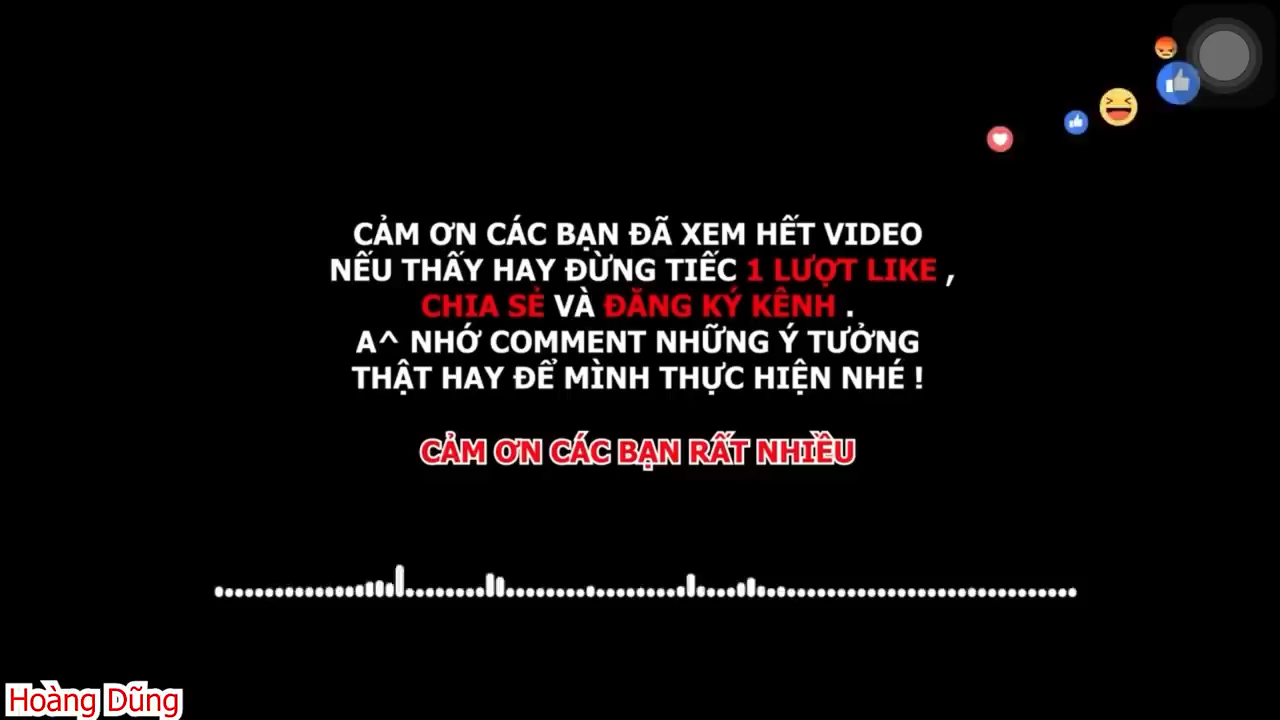 CẢM ƠN CÁC BẠN ĐÃ XEM HẾT VIDEO
NẾU THẤY HAY ĐỪNG TIẾC 1 LƯỢT LIKE ,
CHIA SẺ VÀ ĐĂNG KÝ KÊNH .
A^ NHỚ COMMENT NHỮNG Ý TƯỞNG
THẬT HAY ĐỂ MÌNH THỰC HIỆN NHÉ !
CẢM ƠN CÁC BẠN RẤT NHIỀU
Hoàng Dũng